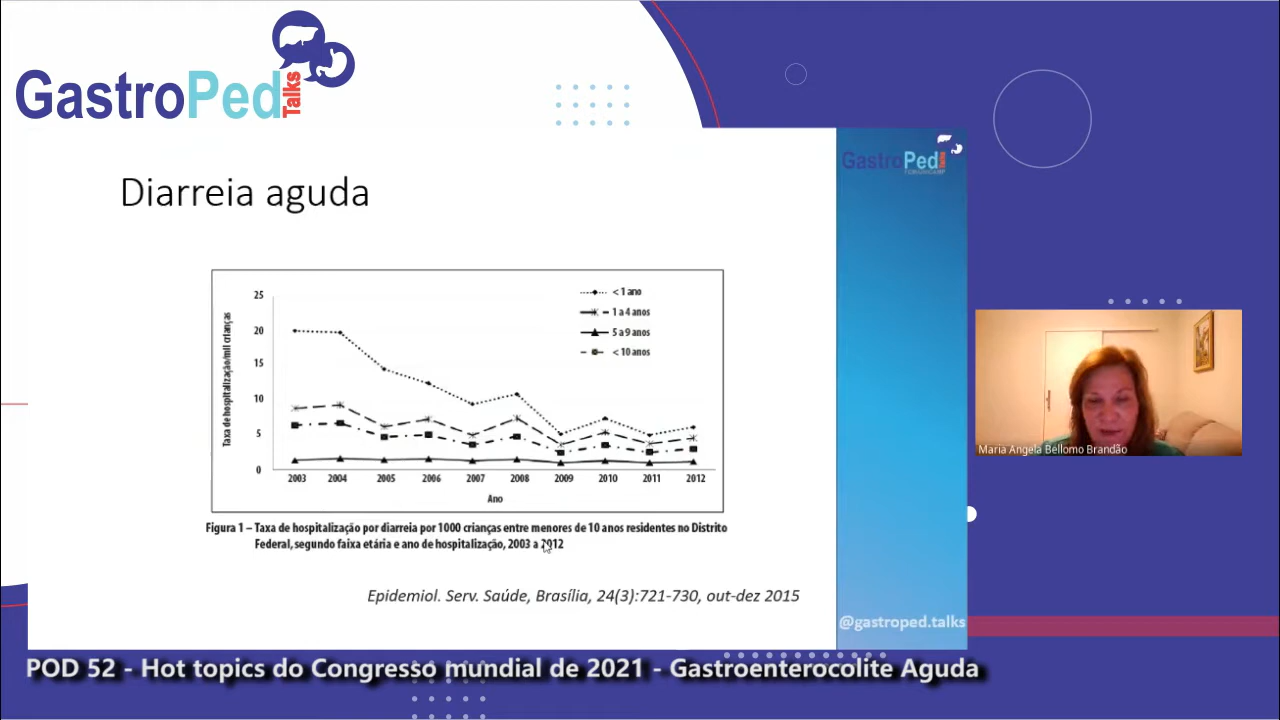 GastroPed Talks
GastroPed Talks
Diarreia aguda
Taxa de hospitalização/mil crianças
25
20
15
10
5
0
< 1 ano
1 a 4 anos
5 a 9 anos
< 10 anos
2003 2004 2005 2006 2007 2008 2009 2010 2011 2012
Ano
Figura 1 – Taxa de hospitalização por diarreia por 1000 crianças entre menores de 10 anos residentes no Distrito
Federal, segundo faixa etária e ano de hospitalização, 2003 a 2012
Epidemiol. Serv. Saúde, Brasília, 24(3):721-730, out-dez 2015
@gastroped.talks
Maria Angela Bellomo Brandão
POD 52 - Hot topics do Congresso mundial de 2021 - Gastroenterocolite Aguda